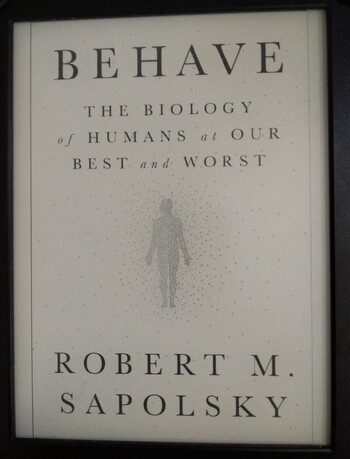 BEHAVE
THE BIOLOGY
of HUMANS at OUR
BEST and WORST
ROBERT M.
SAPOLSKY